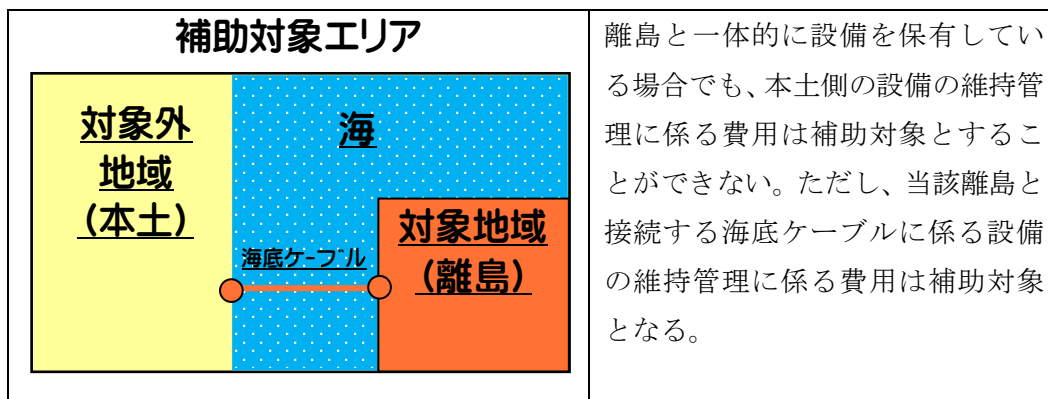 補助対象エリア
対象外
地域
(本土)
海
海底ケーブル
対象地域
(離島)
離島と一体的に設備を保有してい
る場合でも、本土側の設備の維持管
理に係る費用は補助対象とするこ
とができない。ただし、当該離島と
接続する海底ケーブルに係る設備
の維持管理に係る費用は補助対象
となる。